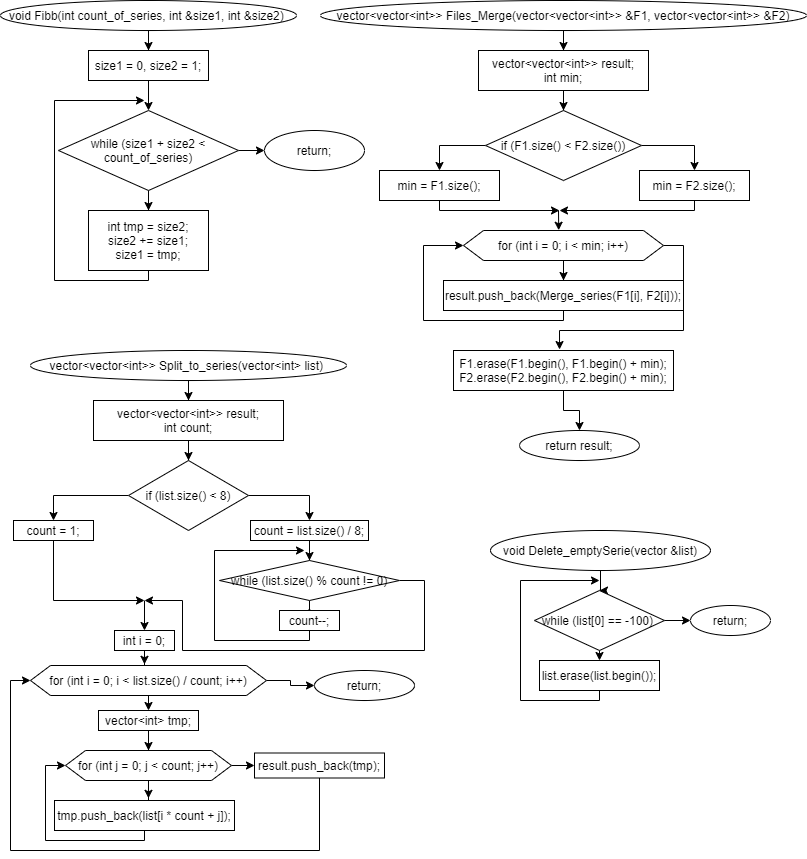 void Fibb(int count_of_series, int &size1, int &size2)
size1 = 0, size2 = 1;
while (size1 + size2 <
count_of_series)
return;
int tmp = size2;
size2 += size1;
size1 = tmp;
vector<vector<int>> Files_Merge(vector<vector<int>> &F1, vector<vector<int>> &F2)
vector<vector<int>> result;
int min;
if (F1.size() < F2.size())
min = F1.size();
min = F2.size();
for (int i = 0; i < min; i++)
result.push_back(Merge_series(F1[i], F2[i]));
F1.erase(F1.begin(), F1.begin() + min);
F2.erase(F2.begin(), F2.begin() + min);
return result;
vector<vector<int>> Split_to_series(vector<int> list)
vector<vector<int>> result;
int count;
if (list.size() < 8)
count = 1;
count = list.size() / 8;
while (list.size() % count != 0)
count--;
int i = 0;
for (int i = 0; i < list.size() / count; i++)
return;
vector<int> tmp;
for (int j = 0; j < count; j++)
result.push_back(tmp);
tmp.push_back(list[i * count + j]);
void Delete_emptySerie(vector &list)
while (list[0] == -100)
return;
list.erase(list.begin());